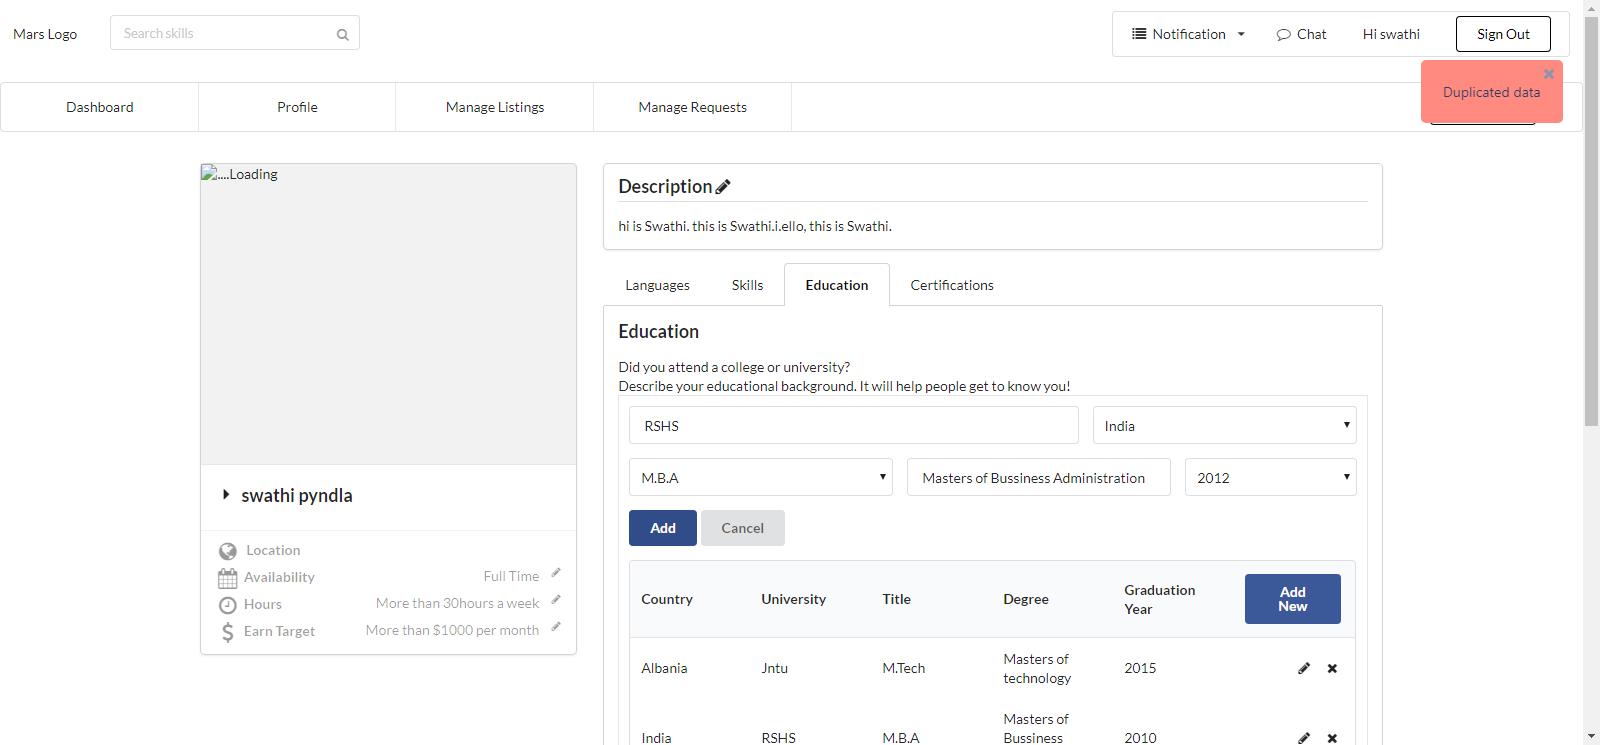 Mars Logo
Search skills
Notification
Chat
Hi swathi
Sign Out
Duplicated data
Dashboard
Profile
Manage Listings
Manage Requests
....Loading
swathi pyndla
Location
Availability
Full Time
Hours
More than 30hours a week
Earn Target
More than $1000 per month
Description
hi is Swathi. this is Swathi.i.ello, this is Swathi.
Languages
Skills
Education
Certifications
Education
Did you attend a college or university?
Describe your educational background. It will help people get to know you!
RSHS
India
M.B.A
Masters of Bussiness Administration
2012
Add
Cancel
Country
University
Title
Degree
Graduation
Year
Add
New
Albania
Jntu
M.Tech
Masters of
technology
2015
India
RSHS
M.B.A
Masters of
Bussiness
2010